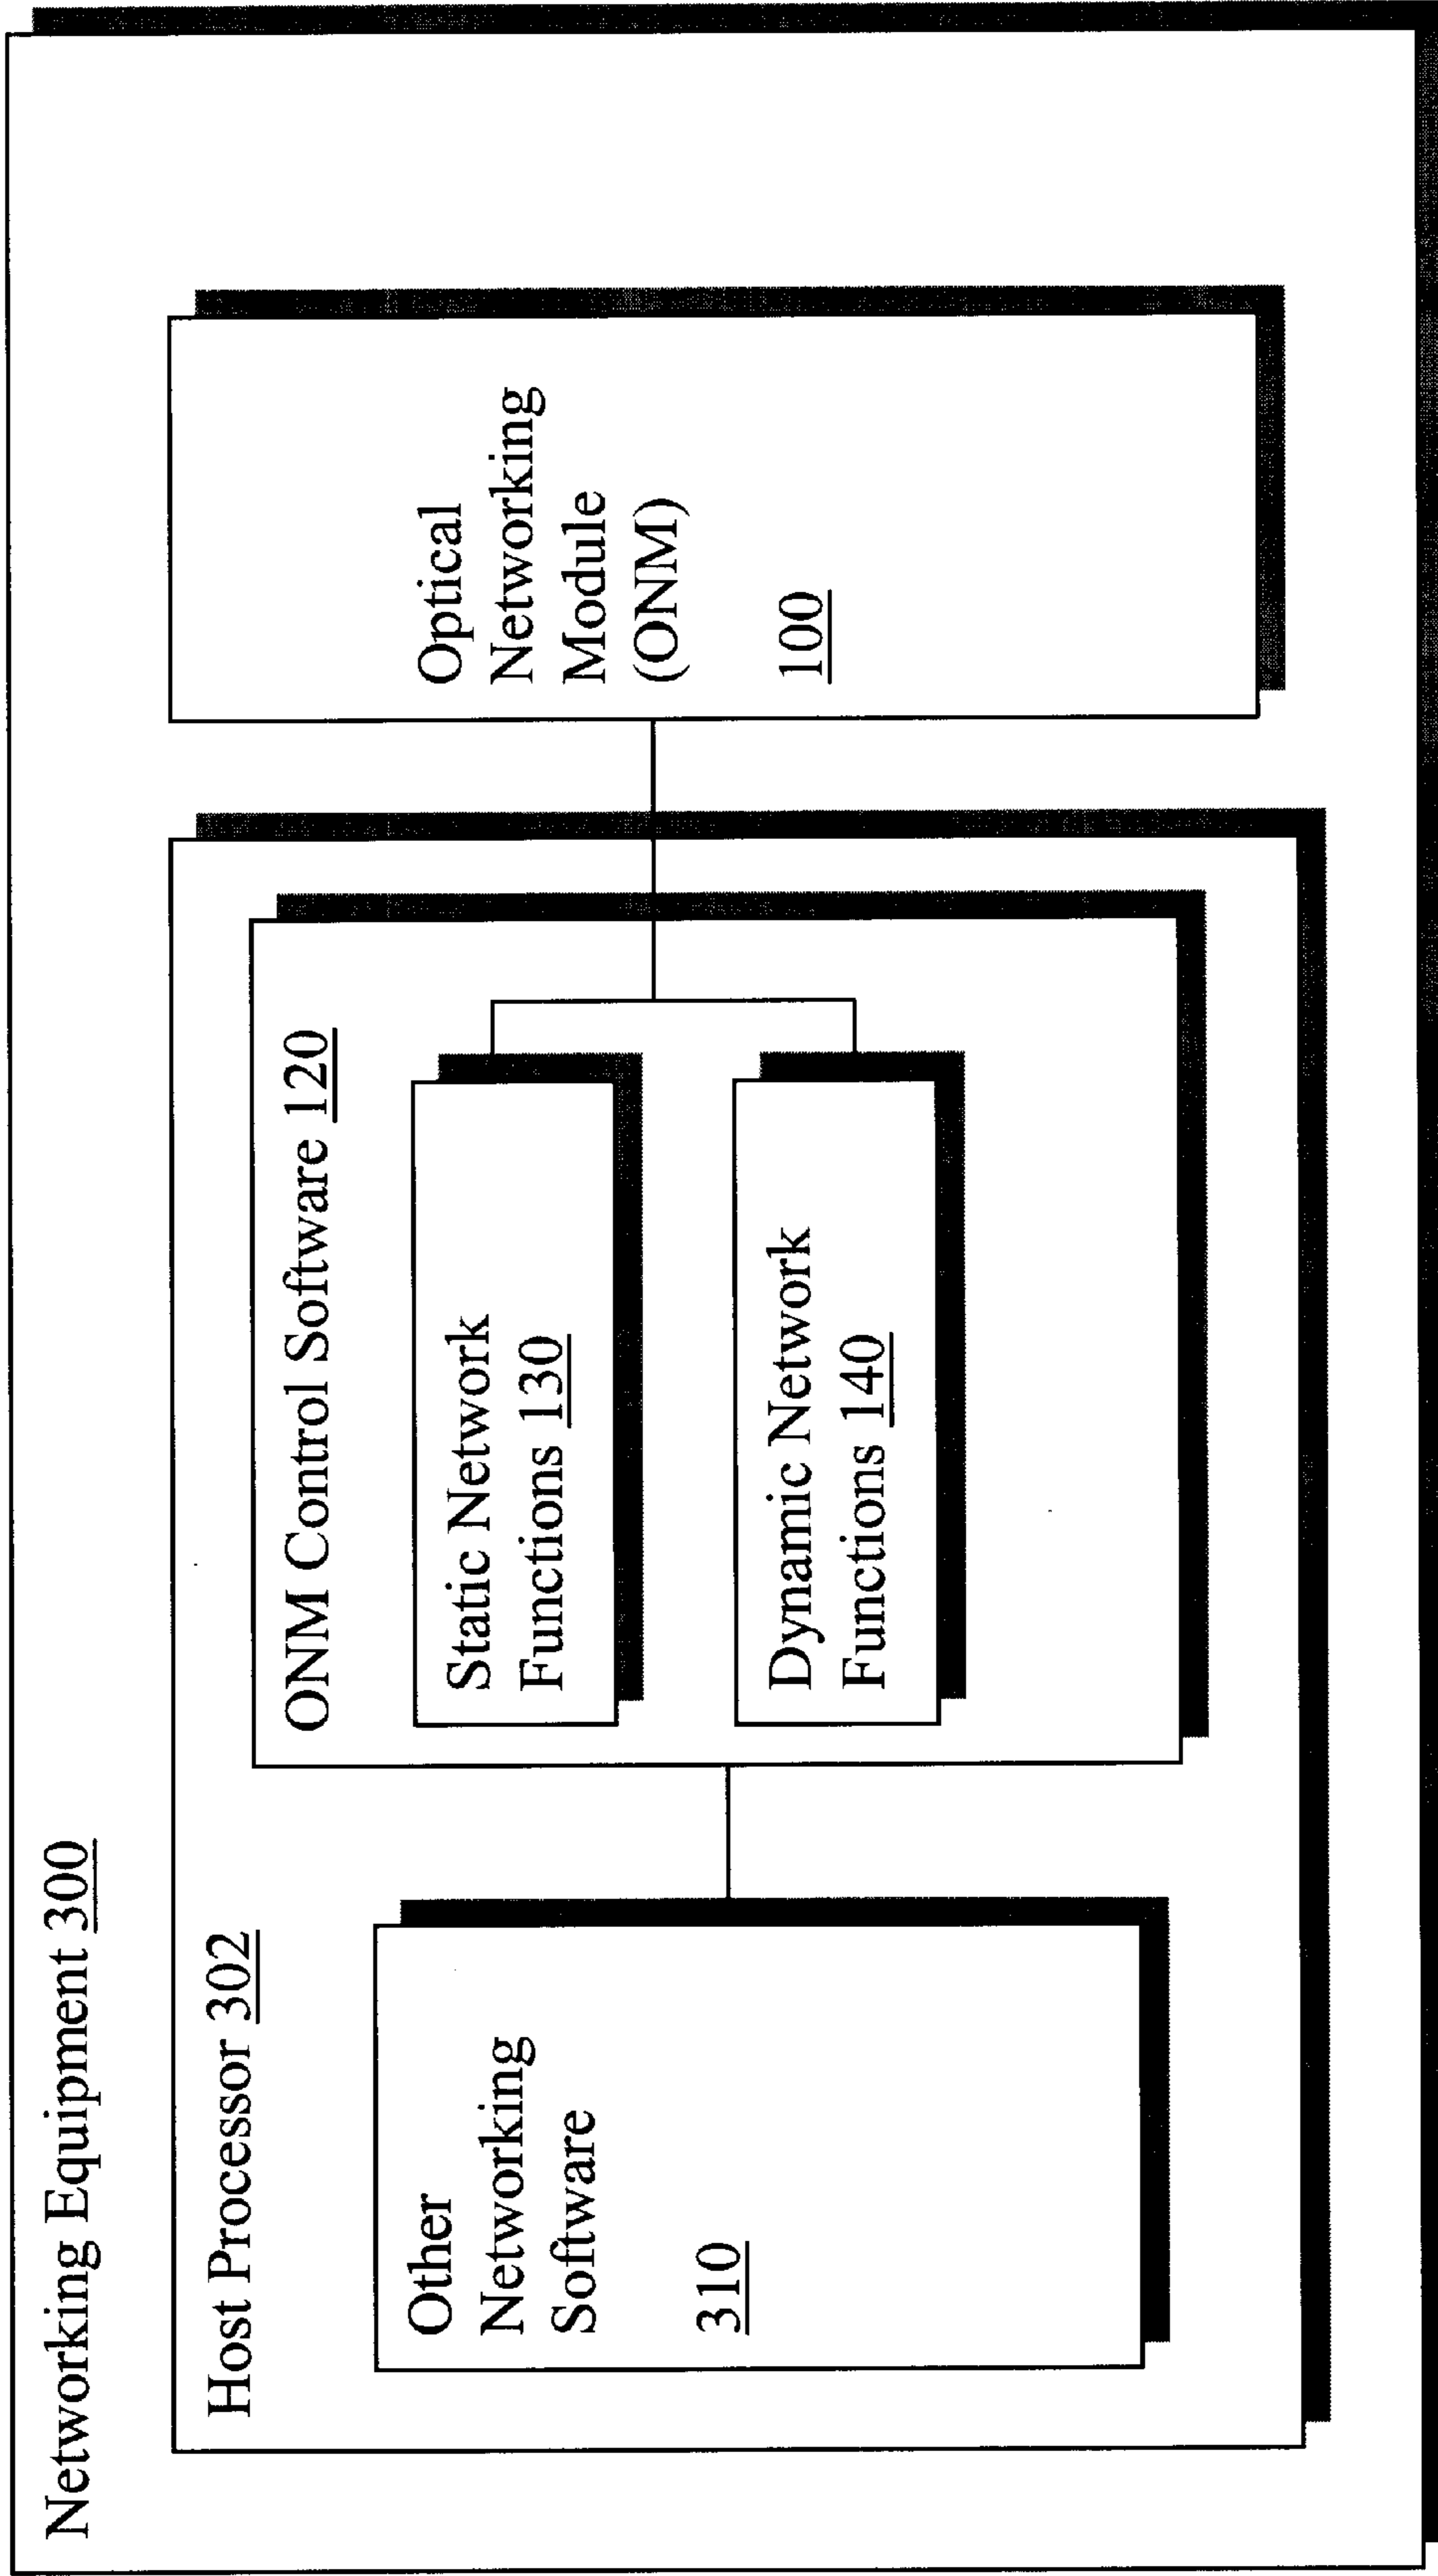 Networking Equipment 300
Host Processor 302
Other
Networking
Software
310
ONM Control Software 120
Static Network
Functions 130
Dynamic Network
Functions 140
Optical
Networking
Module
(ONM)
100